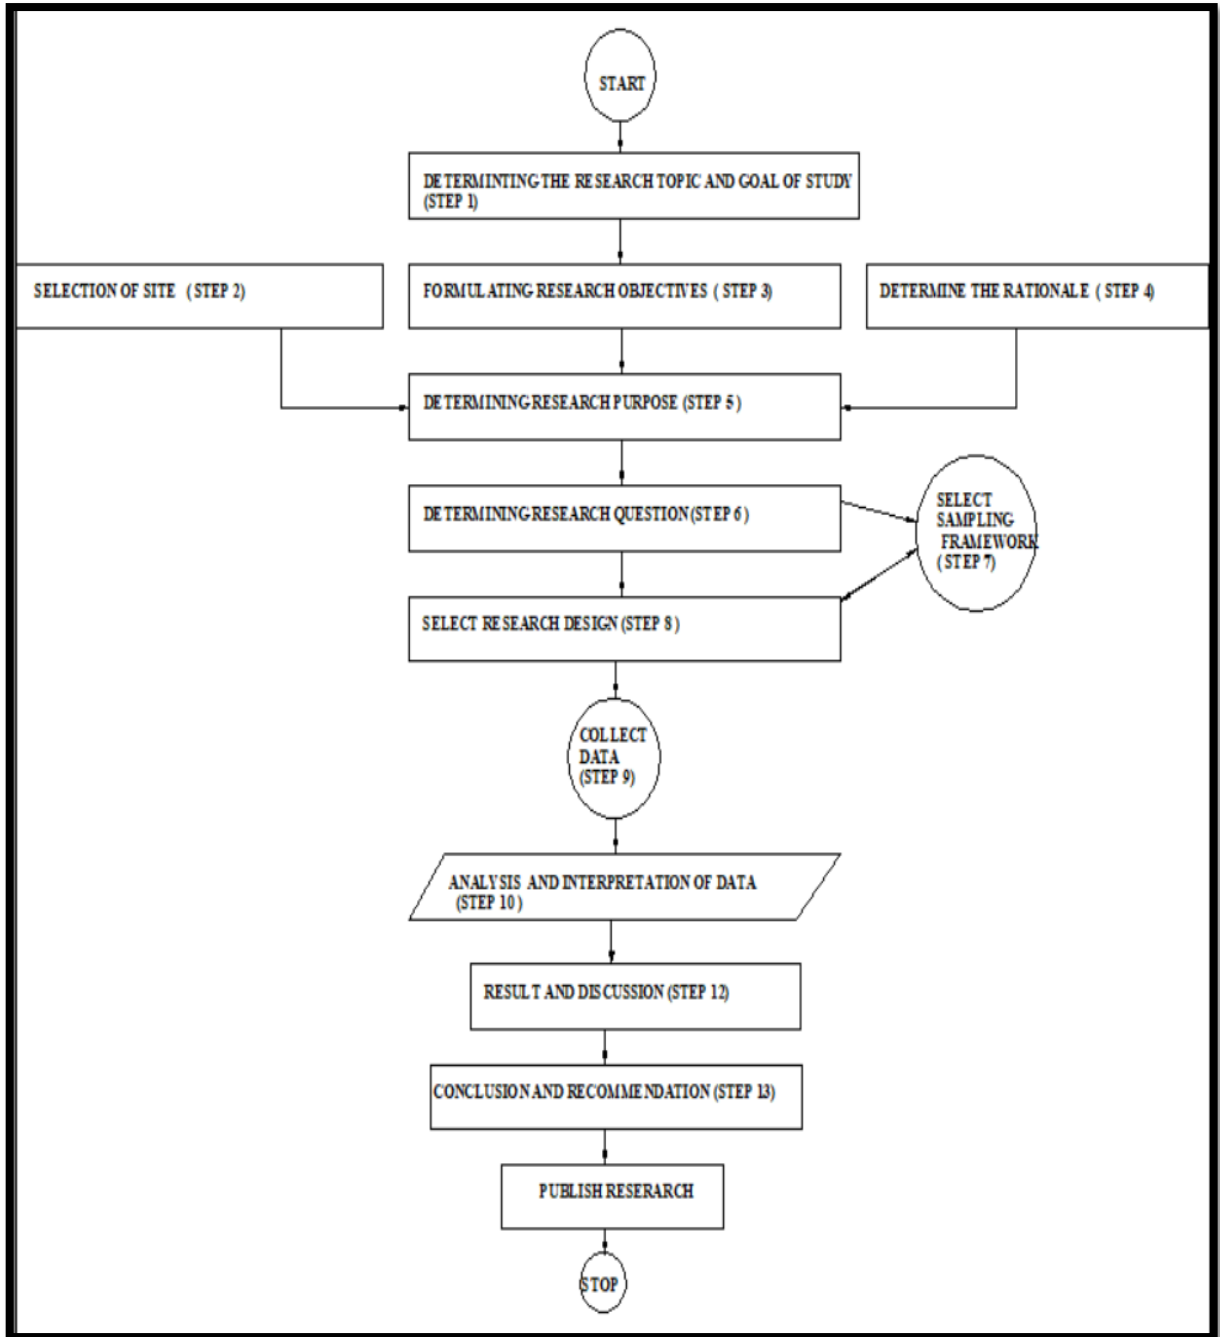 START
DETERMINTING THE RESEARCH TOPIC AND GOAL OF STUDY
(STEP 1)
SELECTION OF SITE ( STEP 2)
FORMULATING RESEARCH OBJECTIVES ( STEP 3)
DETERMINE THE RATIONALE ( STEP 4)
DETERMINING RESEARCH PURPOSE (STEP 5 )
DETERMINING RESEARCH QUESTION (STEP 6 )
SELECT
SAMPLING
FRAMEWORK
( STEP 7)
SELECT RESEARCH DESIGN (STEP 8 )
COLLECT
DATA
(STEP 9)
ANALYSIS AND INTERPRETATION OF DATA
(STEP 10 )
RESULT AND DISCUSSION (STEP 12)
CONCLUSION AND RECOMMENDATION (STEP 13)
PUBLISH RESERARCH
STOP